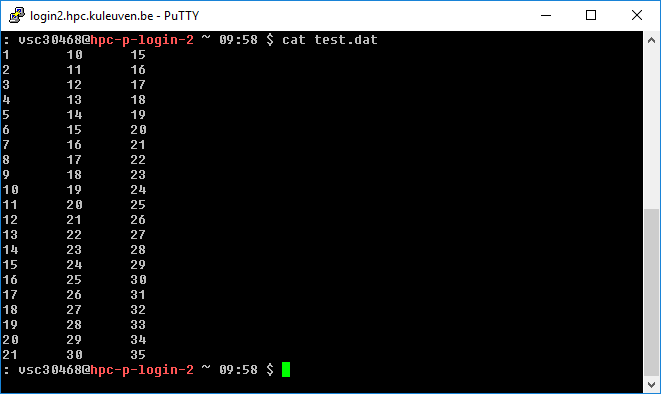 login2.hpc.kuleuven.be - PuTTY
: vsc30468@hpc-p-login-2 ~ 09:58 $ cat test.dat
1 10 15
2 11 16
3 12 17
4 13 18
5 14 19
6 15 20
7 16 21
8 17 22
9 18 23
10 19 24
11 20 25
12 21 26
13 22 27
14 23 28
15 24 29
16 25 30
17 26 31
18 27 32
19 28 33
20 29 34
21 30 35
: vsc30468@hpc-p-login-2 ~ 09:58 $